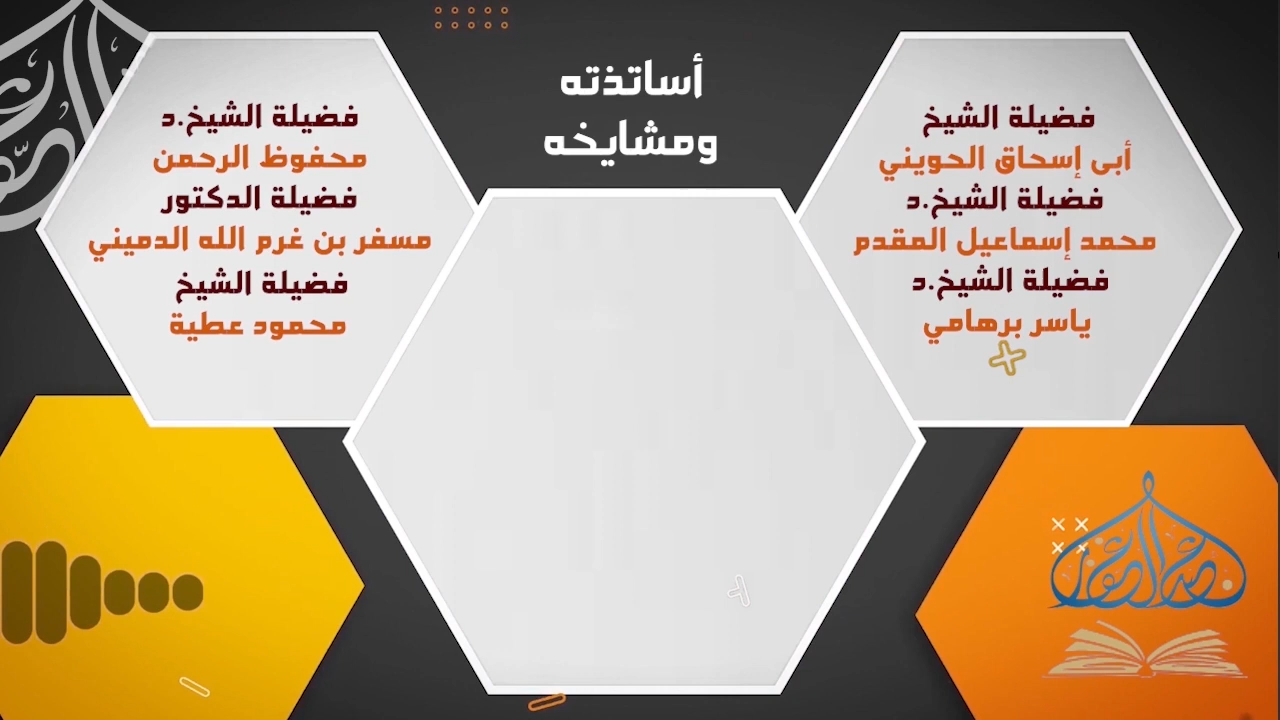 أساتذته
ومشايخه
فضيلة الشيخ
أبى إسحاق الحويني
فضيلة الشيخ.د
محمد إسماعيل المقدم
فضيلة الشيخ.د
ياسر برهامي
فضيلة الشيخ.د
محفوظ الرحمن
فضيلة الدكتور
مسفر بن غرم الله الدميني
فضيلة الشيخ
محمود عطية